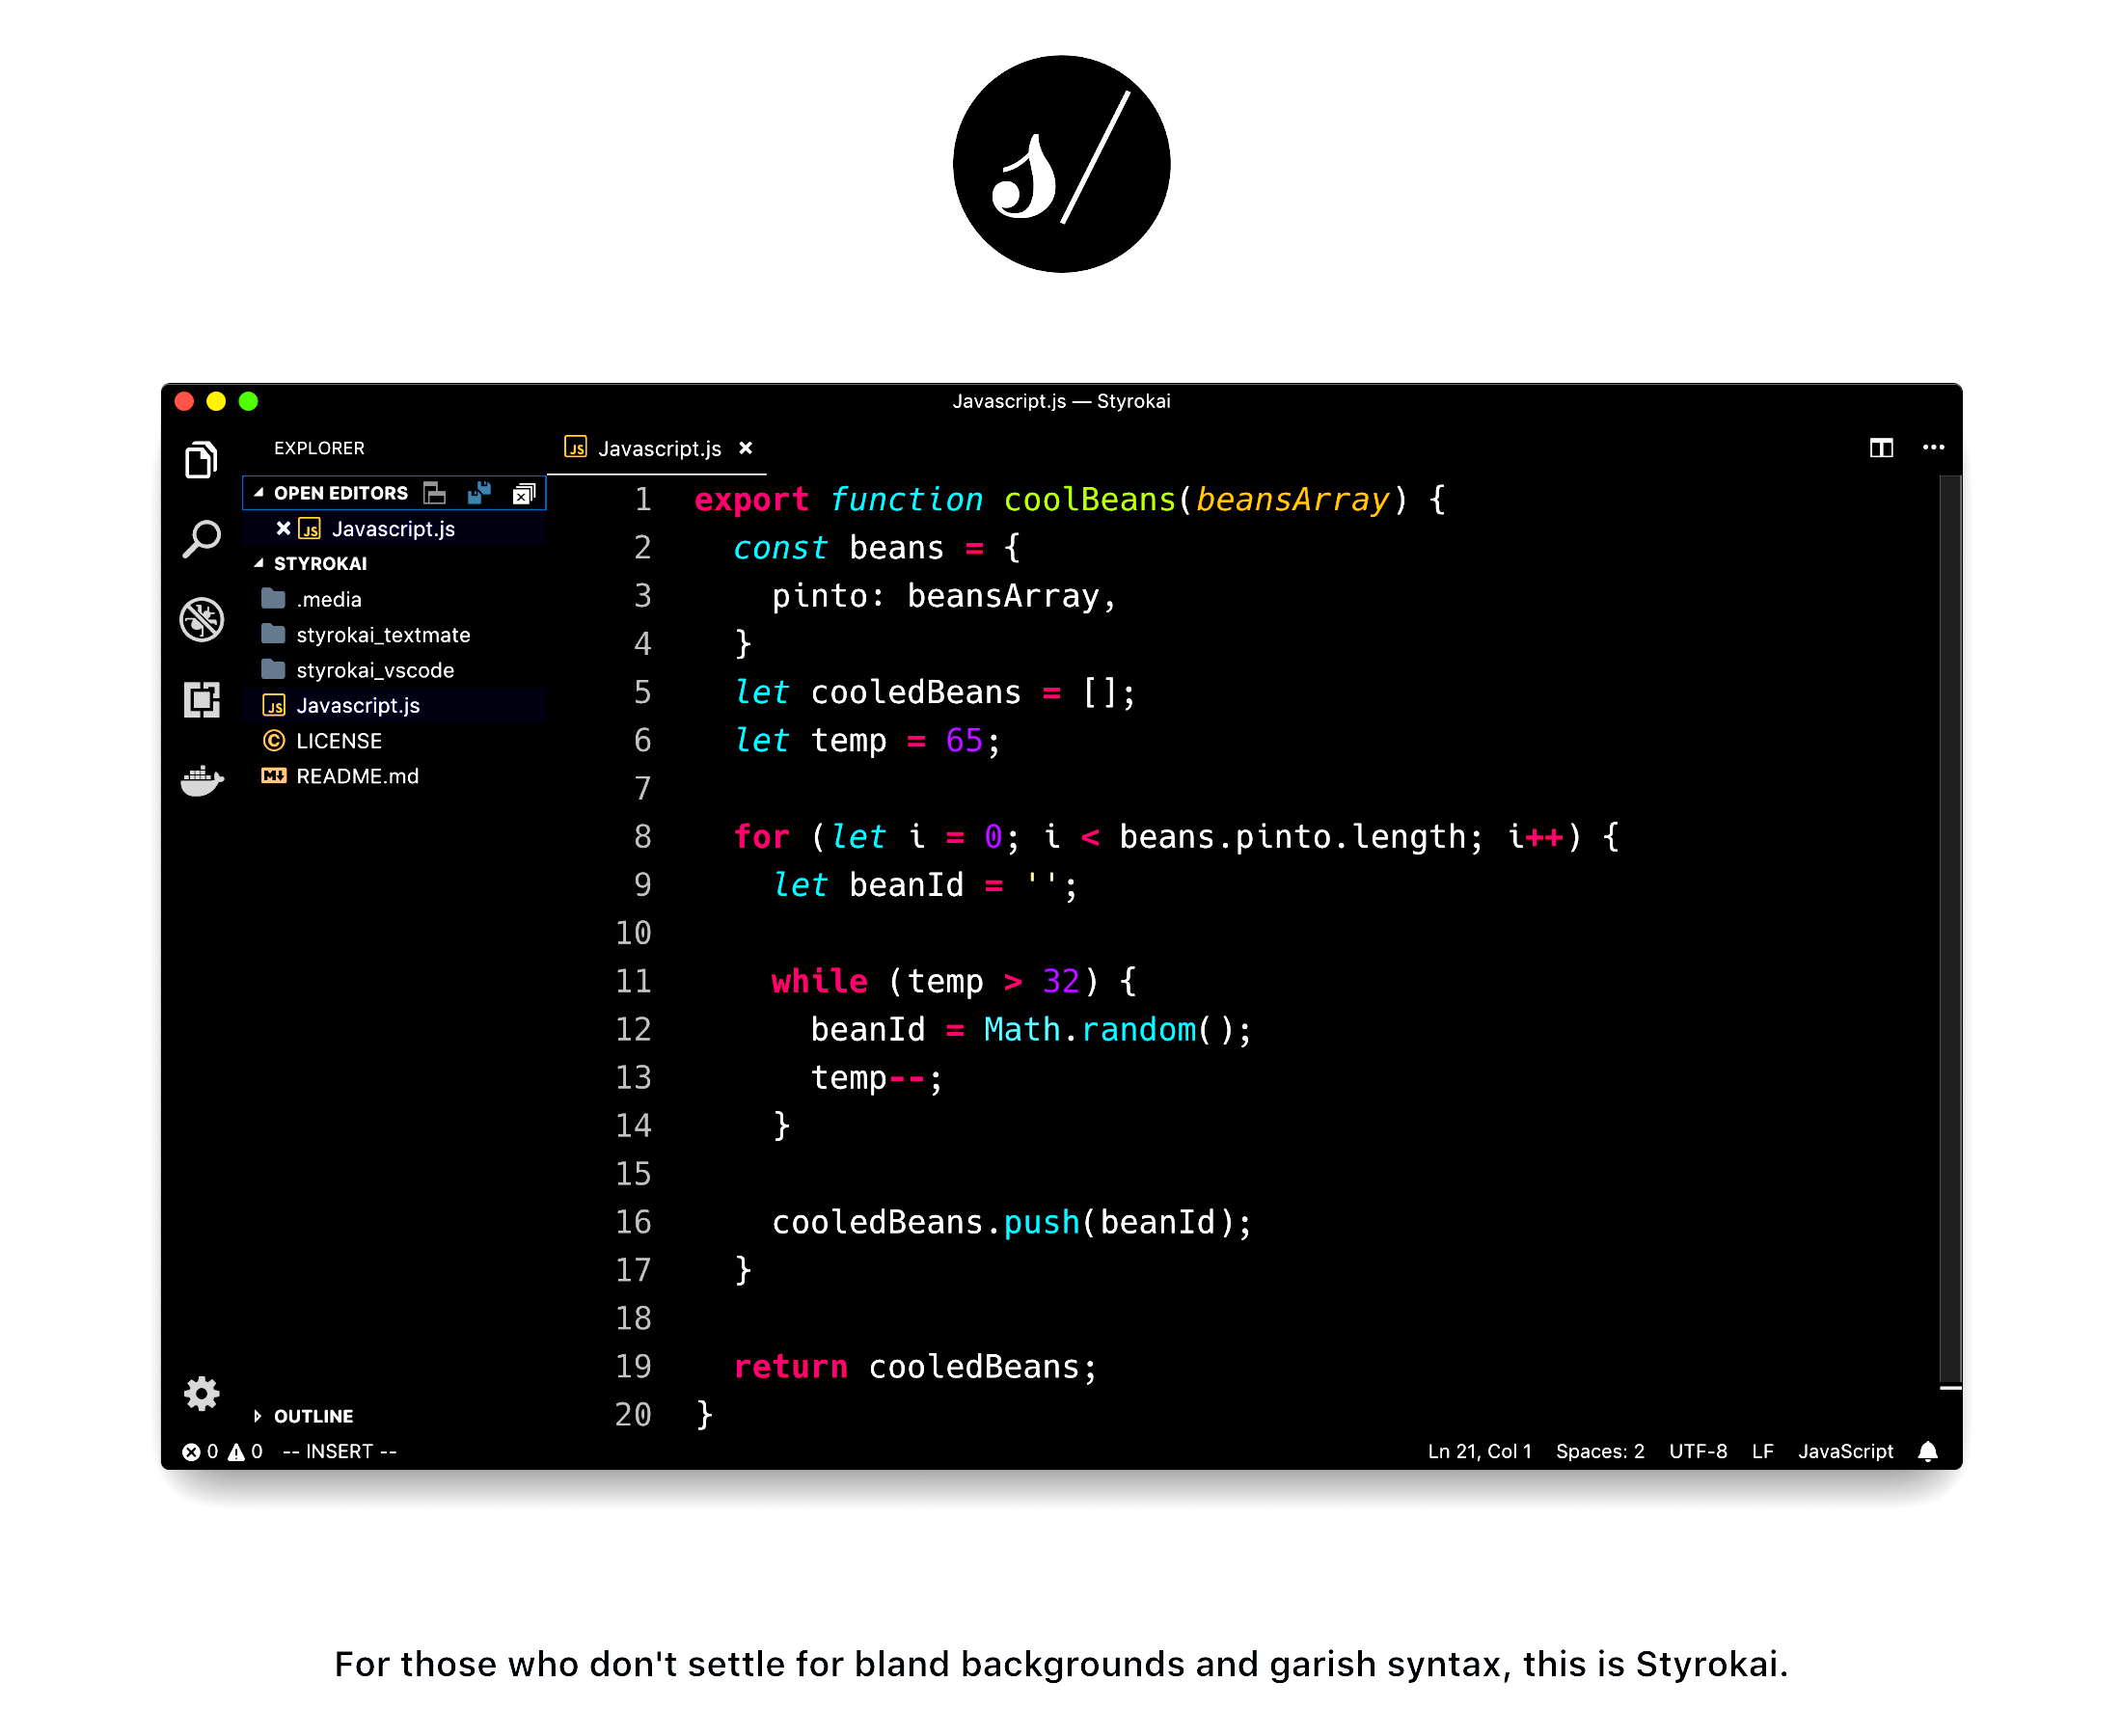 s/
Javascript.js — Styrokai
EXPLORER
JS Javascript.js
OPEN EDITORS
JS Javascript.js
STYROKAI
.media
styrokai_textmate
styrokai_vscode
JS Javascript.js
LICENSE
README.md
OUTLINE
1 export function coolBeans(beansArray) {
2   const beans = {
3     pinto: beansArray,
4   }
5   let cooledBeans = [];
6   let temp = 65;
7
8   for (let i = 0; i < beans.pinto.length; i++) {
9     let beanId = '';
10
11     while (temp > 32) {
12       beanId = Math.random();
13       temp--;
14     }
15
16     cooledBeans.push(beanId);
17   }
18
19   return cooledBeans;
20 }
0 0 -- INSERT -- Ln 21, Col 1 Spaces: 2 UTF-8 LF JavaScript
For those who don't settle for bland backgrounds and garish syntax, this is Styrokai.